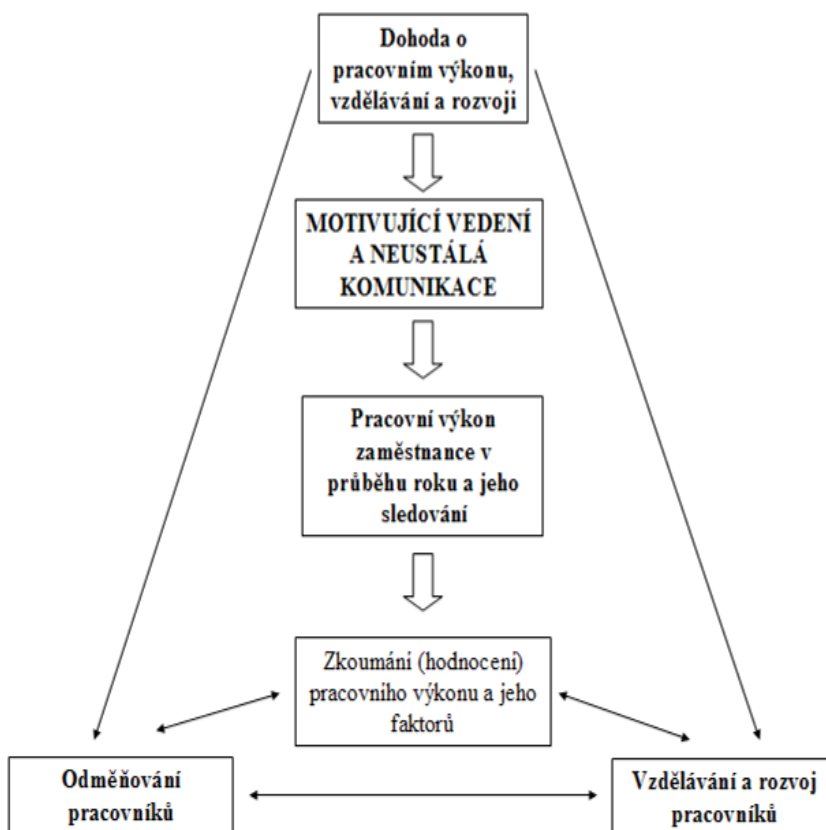 Dohoda o
pracovním výkonu,
vzdělávání a rozvoji
MOTIVUJÍCÍ VEDENÍ
A NEUSTÁLÁ
KOMUNIKACE
Pracovní výkon
zaměstnance v
průběhu roku a jeho
sledování
Zkoumání (hodnocení)
pracovního výkonu a jeho
faktorů
Odměňování
pracovníků
Vzdělávání a rozvoj
pracovníků